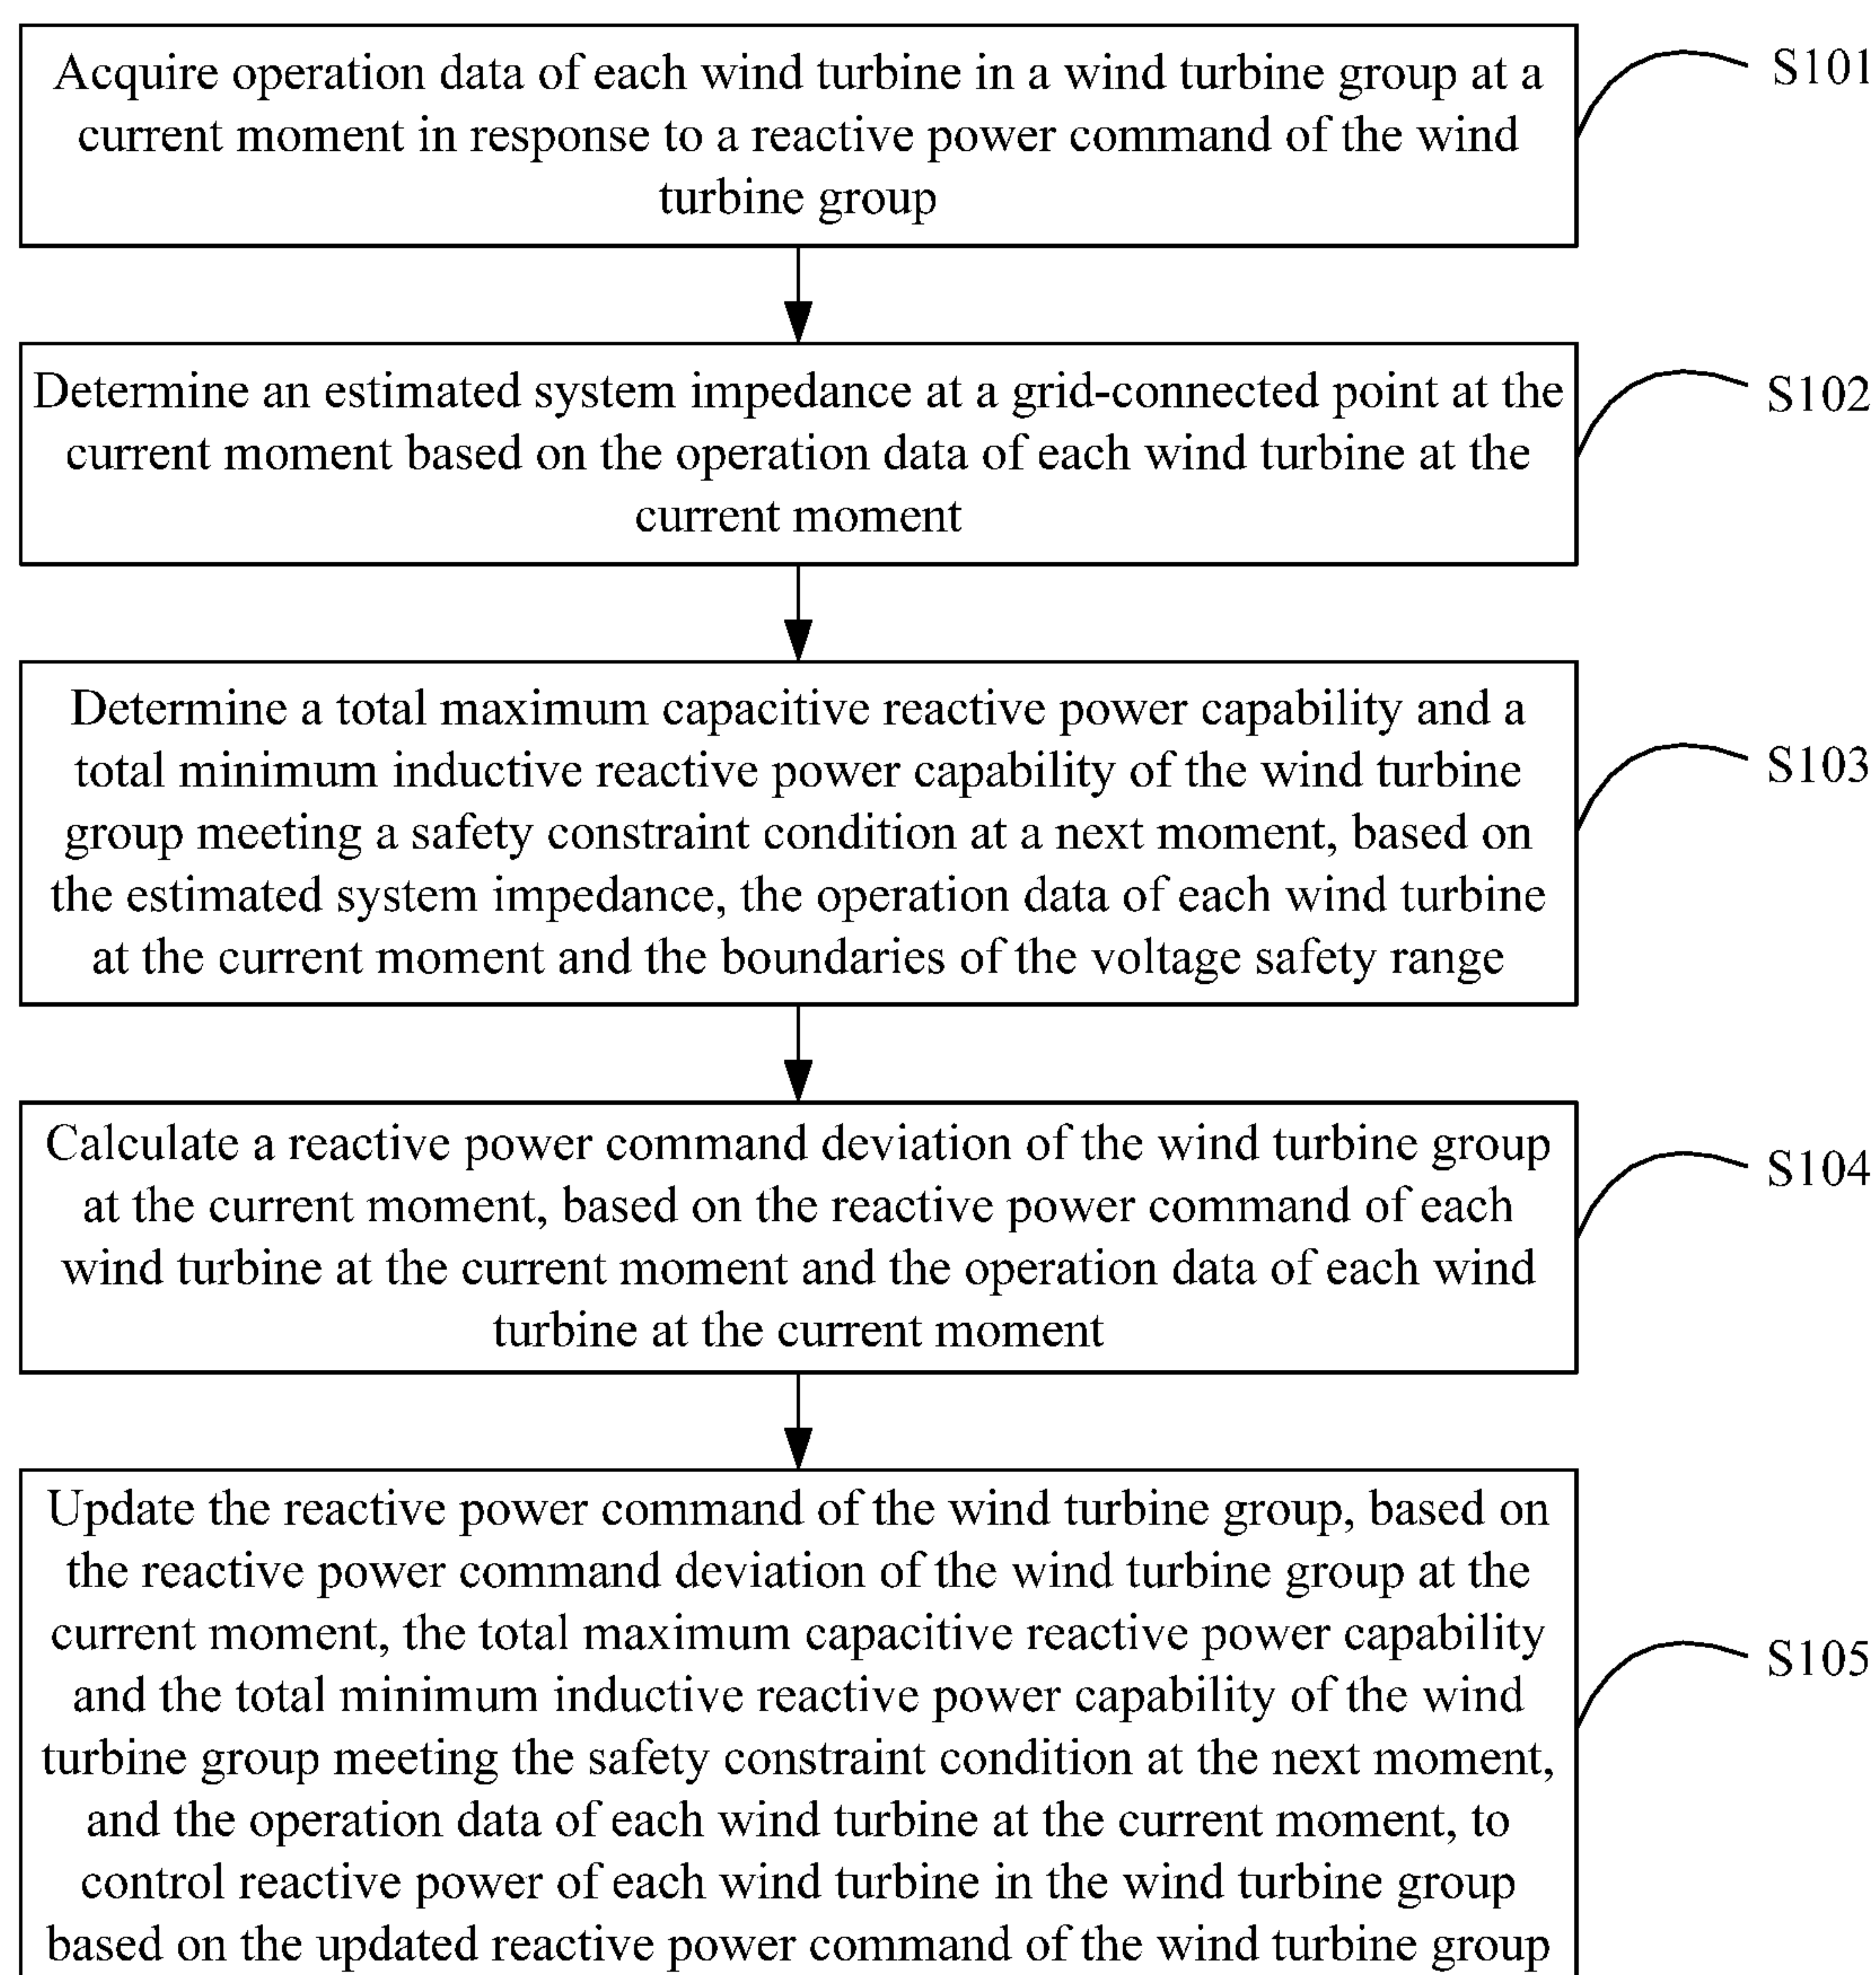 Acquire operation data of each wind turbine in a wind turbine group at a
current moment in response to a reactive power command of the wind
turbine group
S101
Determine an estimated system impedance at a grid-connected point at the
current moment based on the operation data of each wind turbine at the
current moment
S102
Determine a total maximum capacitive reactive power capability and a
total minimum inductive reactive power capability of the wind turbine
group meeting a safety constraint condition at a next moment, based on
the estimated system impedance, the operation data of each wind turbine
at the current moment and the boundaries of the voltage safety range
S103
Calculate a reactive power command deviation of the wind turbine group
at the current moment, based on the reactive power command of each
wind turbine at the current moment and the operation data of each wind
turbine at the current moment
S104
Update the reactive power command of the wind turbine group, based on
the reactive power command deviation of the wind turbine group at the
current moment, the total maximum capacitive reactive power capability
and the total minimum inductive reactive power capability of the wind
turbine group meeting the safety constraint condition at the next moment,
and the operation data of each wind turbine at the current moment, to
control reactive power of each wind turbine in the wind turbine group
based on the updated reactive power command of the wind turbine group
S105